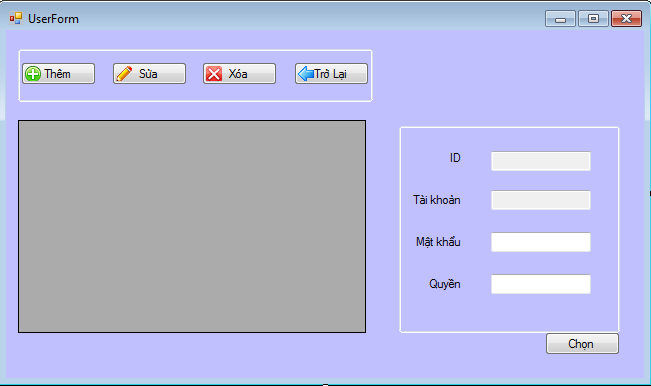 UserForm
Thêm Sửa Xóa Trở Lại
ID
Tài khoản
Mật khẩu
Quyền
Chọn